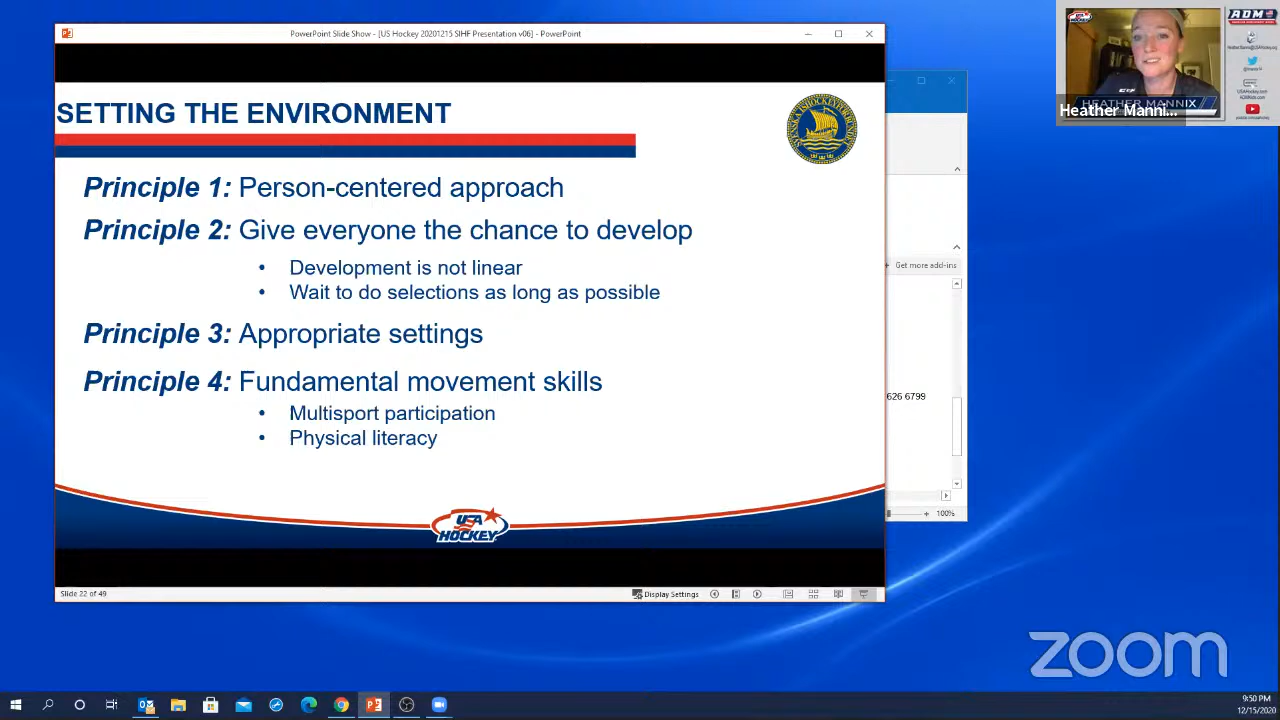 PowerPoint Slide Show - [US Hockey 20201215 SIHF Presentation v06] - PowerPoint
SETTING THE ENVIRONMENT
Principle 1: Person-centered approach
Principle 2: Give everyone the chance to develop
• Development is not linear
• Wait to do selections as long as possible
Principle 3: Appropriate settings
Principle 4: Fundamental movement skills
• Multisport participation
• Physical literacy
USA
HOCKEY
Slide 22 of 49
Display Settings
Get more add-ins
626 6799
100%
ADM
HEATHER MANNIX
Heather Manni...
zoom
9:50 PM
12/15/2020